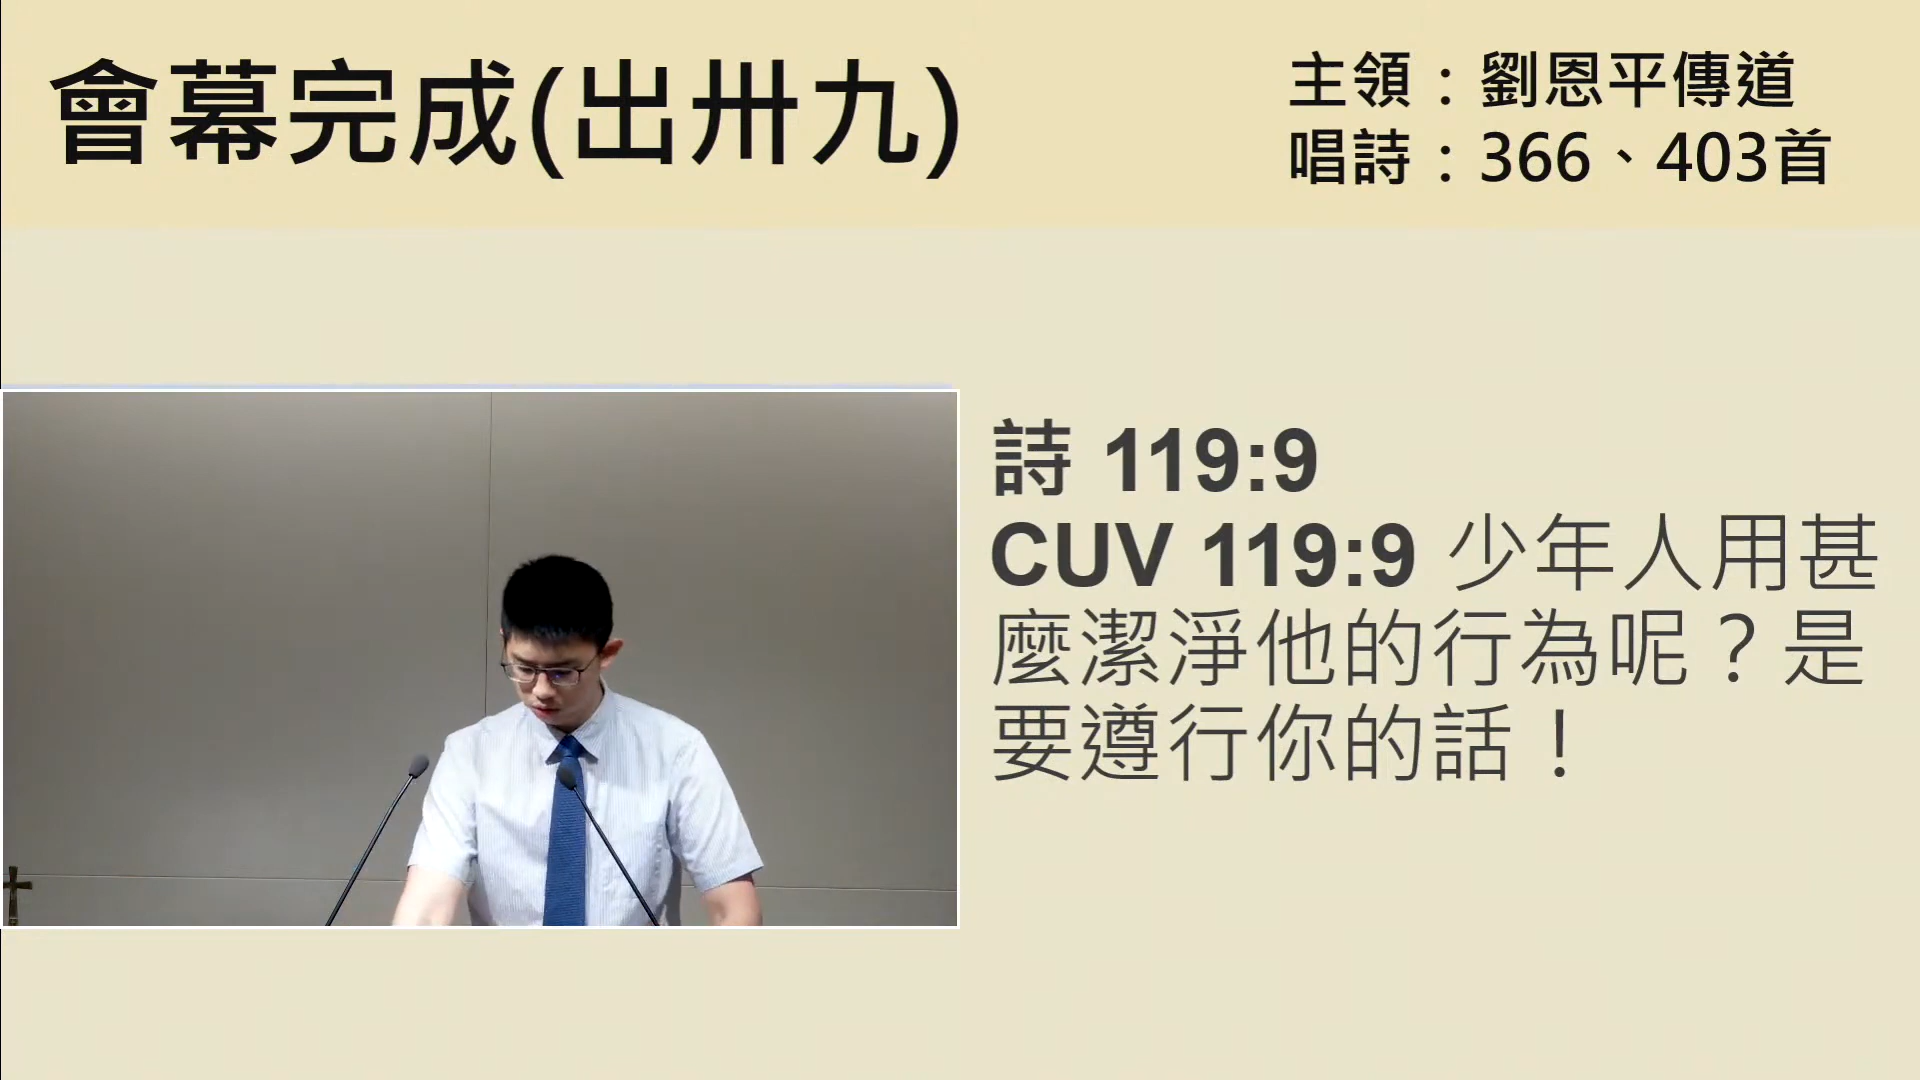 會幕完成(出卅九)
主領：劉恩平傳道
唱詩：366、403首
詩 119:9
CUV 119:9 少年人用甚
麼潔淨他的行為呢？是
要遵行你的話！